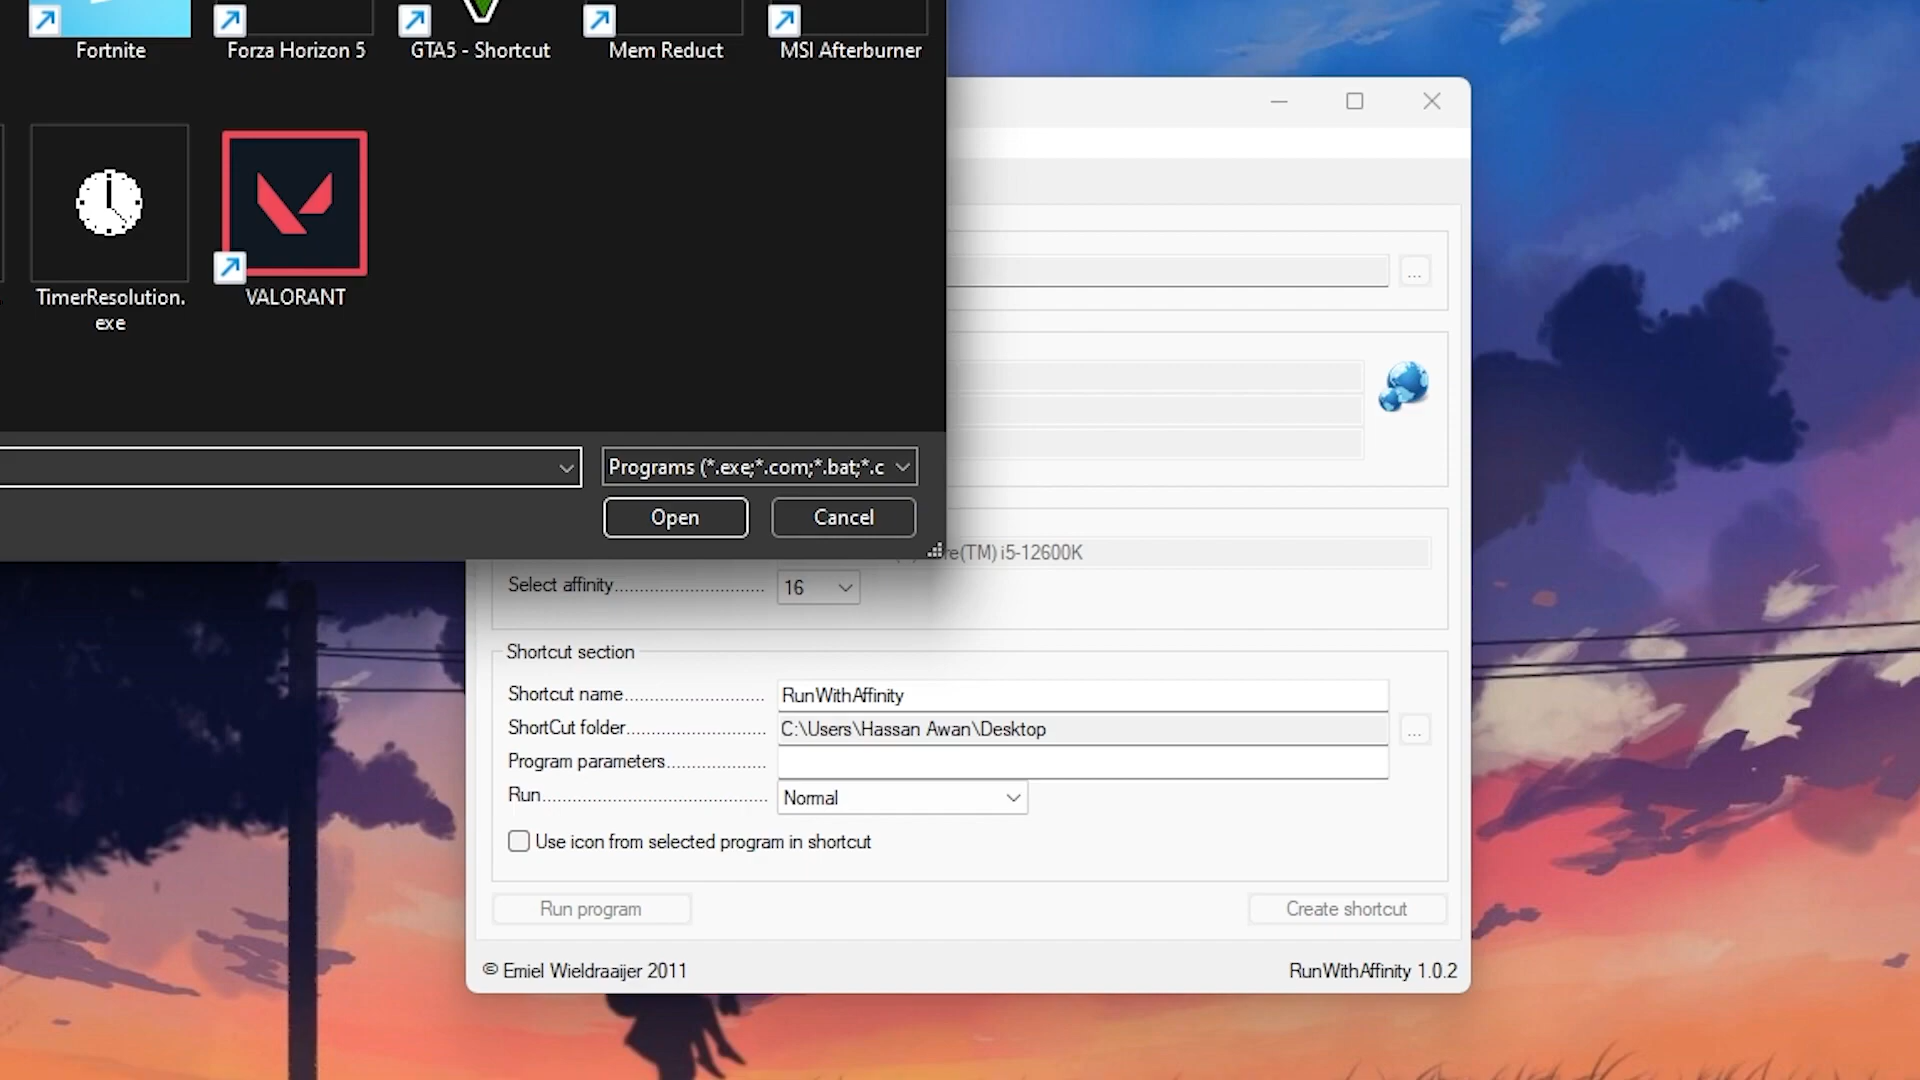 Fortnite
Forza Horizon 5
GTA5 - Shortcut
Mem Reduct
MSI Afterburner
TimerResolution.
exe
VALORANT
...
Programs (*.exe;*.com;*.bat;*.c
Open
Cancel
re(TM) i5-12600K
Select affinity
16
Shortcut section
Shortcut name
RunWithAffinity
ShortCut folder
C:\Users\Hassan Awan\Desktop
...
Program parameters
Run
Normal
Use icon from selected program in shortcut
Run program
Create shortcut
© Emiel Wieldraaijer 2011
RunWithAffinity 1.0.2